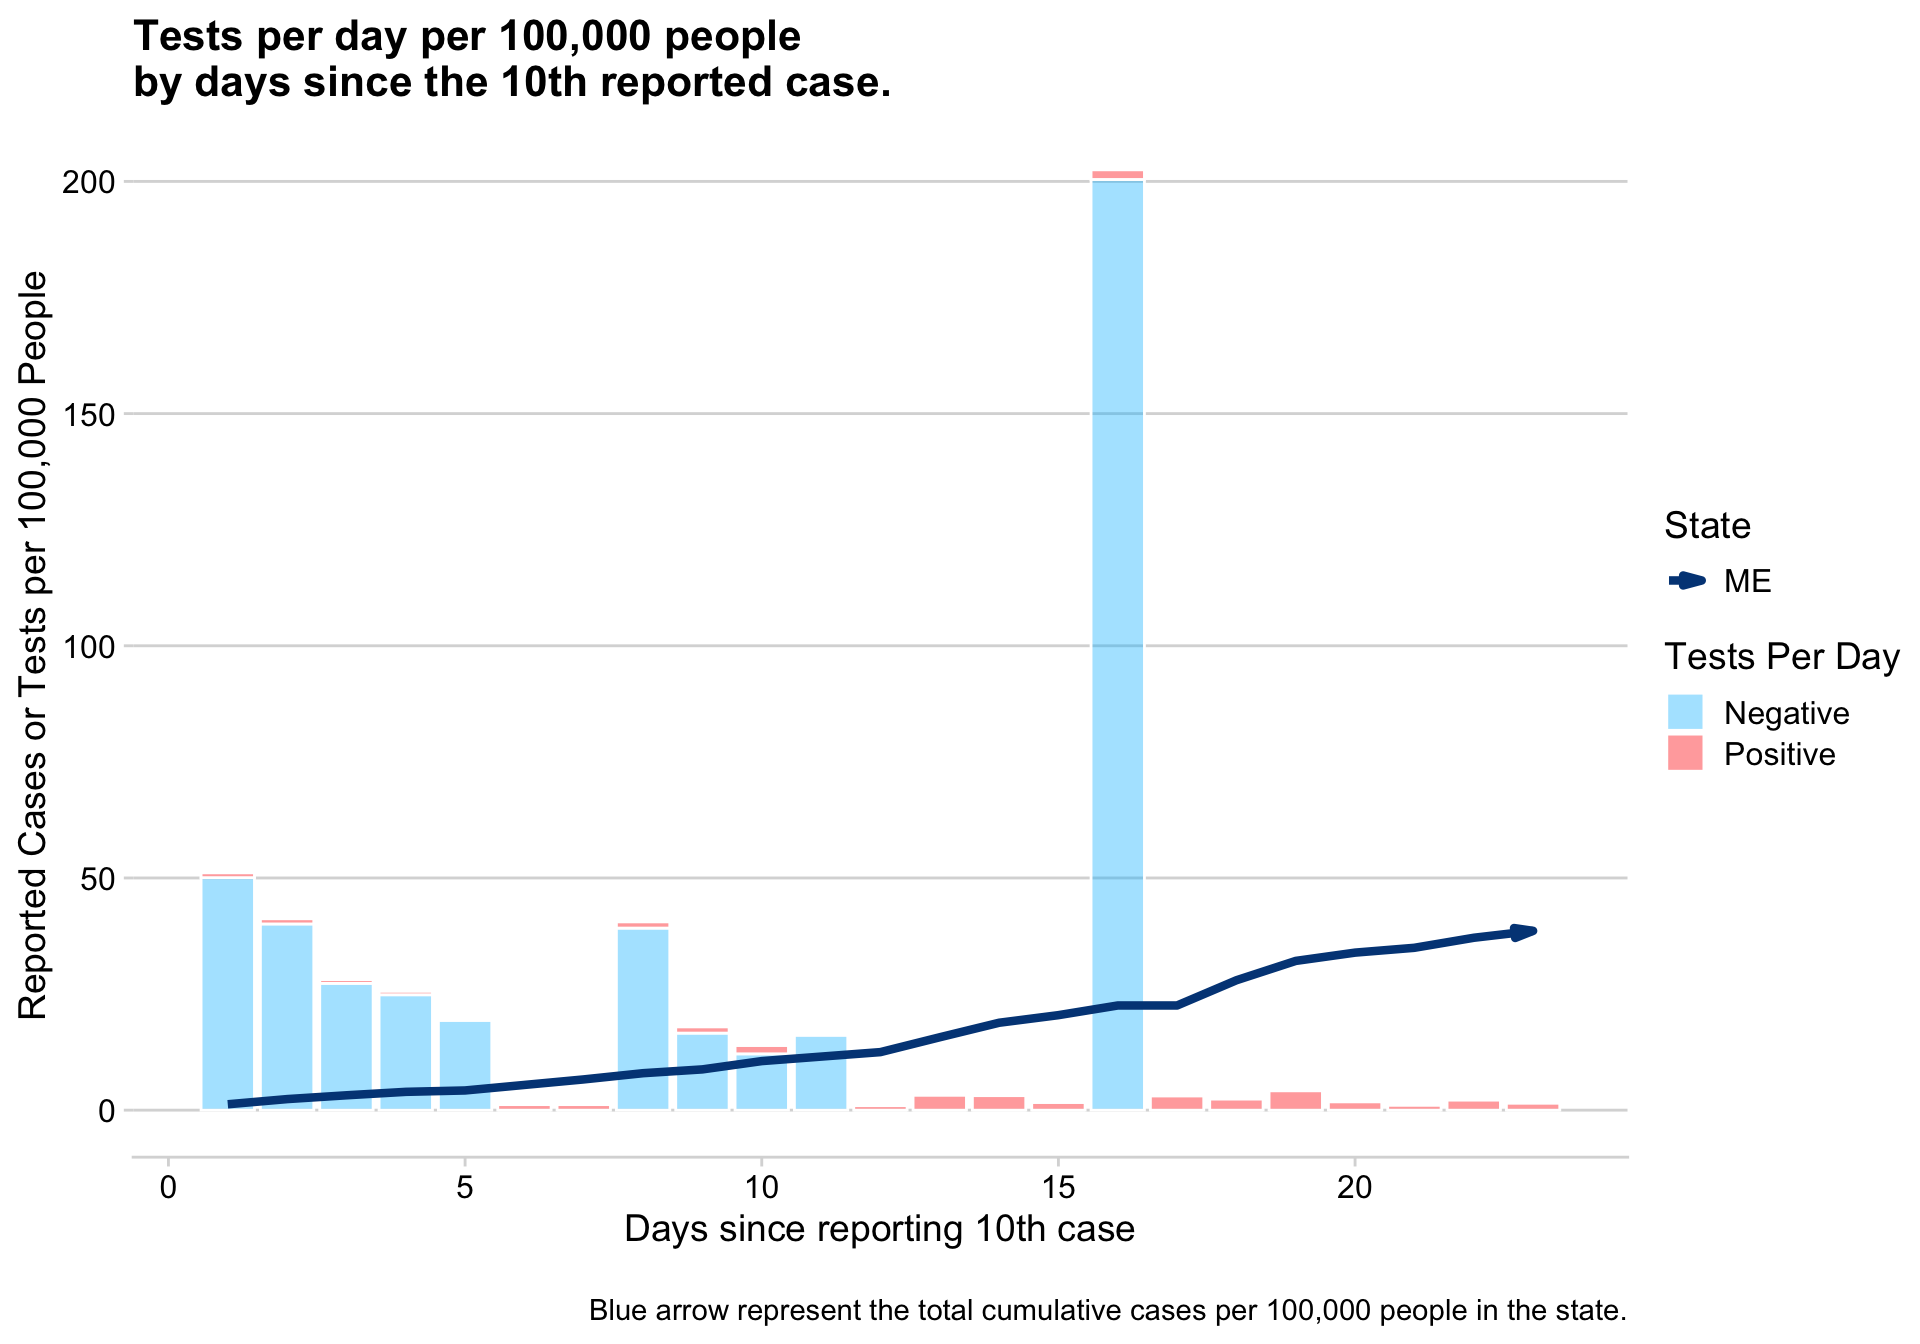 Tests per day per 100,000 people
by days since the 10th reported case.
Reported Cases or Tests per 100,000 People
200
150
100
50
0
0
5
10
15
20
Days since reporting 10th case
State
ME
Tests Per Day
Negative
Positive
Blue arrow represent the total cumulative cases per 100,000 people in the state.